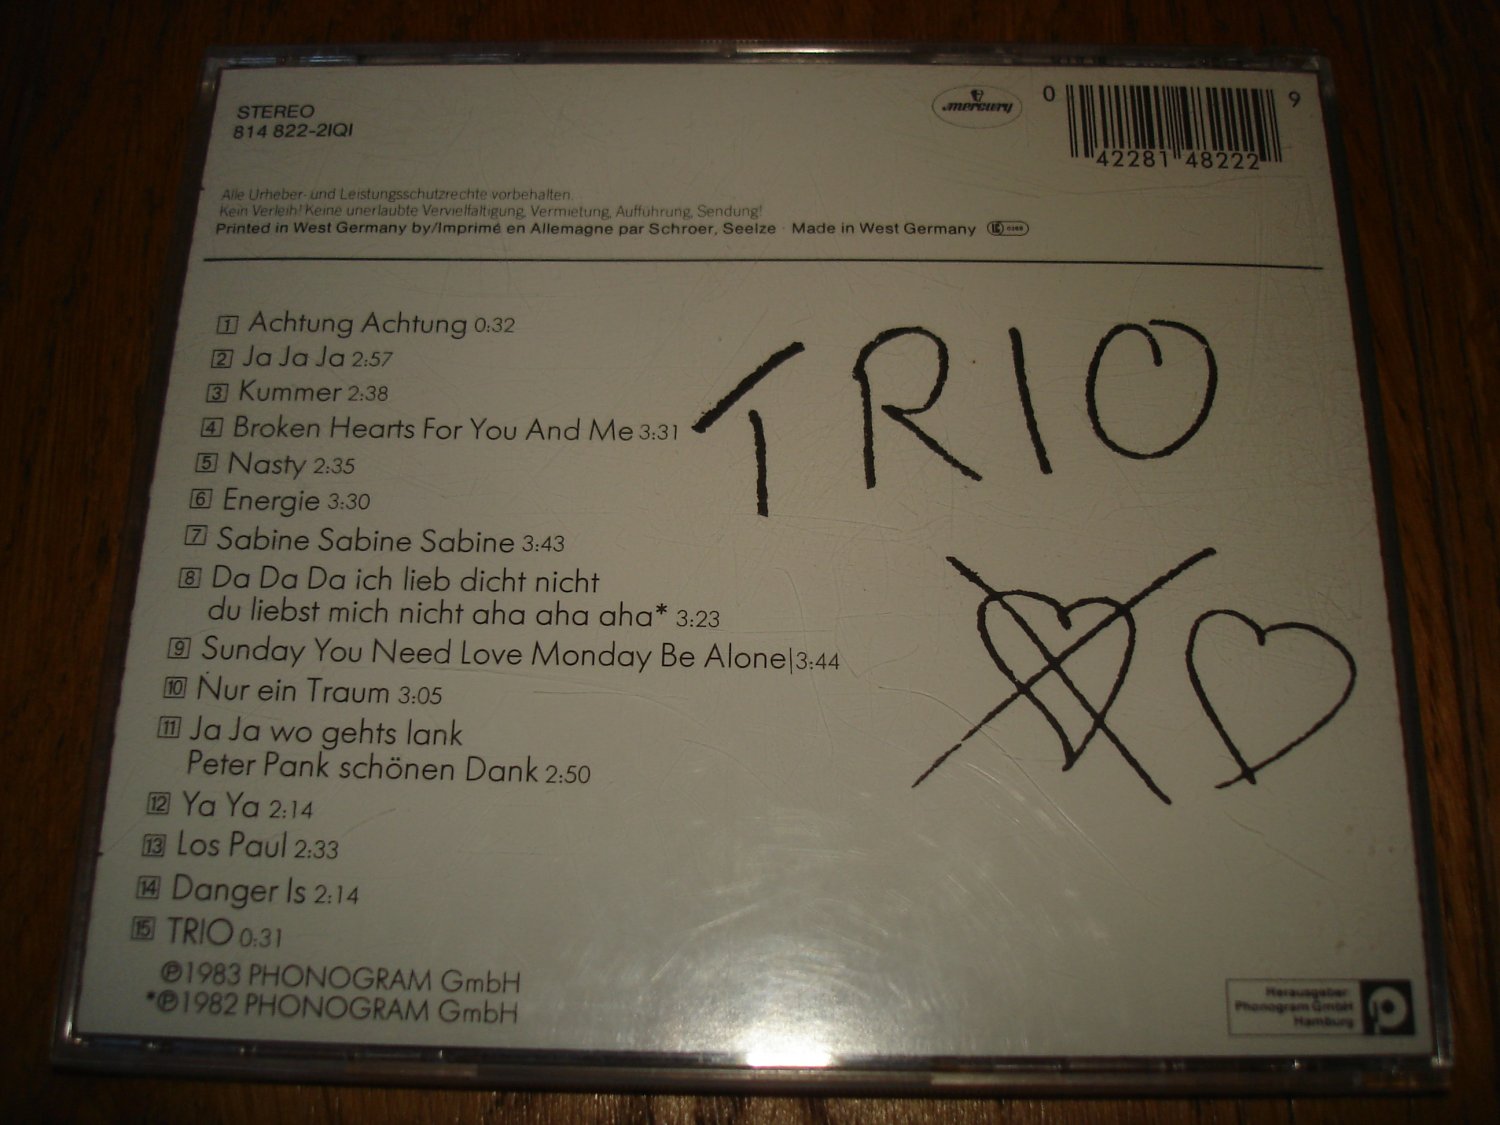 STEREO
814 822-2IQI
mercury
0 42281 48222 9
Alle Urheber- und Leistungsschutzrechte vorbehalten.
Kein Verleih! Keine unerlaubte Vervielfältigung, Vermietung, Aufführung, Sendung!
Printed in West Germany by/Imprimé en Allemagne par Schroer, Seelze · Made in West Germany
1 Achtung Achtung 0:32
2 Ja Ja Ja 2:57
3 Kummer 2:38
4 Broken Hearts For You And Me 3:31
5 Nasty 2:35
6 Energie 3:30
7 Sabine Sabine Sabine 3:43
8 Da Da Da ich lieb dicht nicht
du liebst mich nicht aha aha aha* 3:23
9 Sunday You Need Love Monday Be Alone|3:44
10 Nur ein Traum 3:05
11 Ja Ja wo gehts lank
Peter Pank schönen Dank 2:50
12 Ya Ya 2:14
13 Los Paul 2:33
14 Danger Is 2:14
15 TRIO 0:31
℗1983 PHONOGRAM GmbH
*℗1982 PHONOGRAM GmbH
TRIO
Herausgeber:
Phonogram GmbH
Hamburg